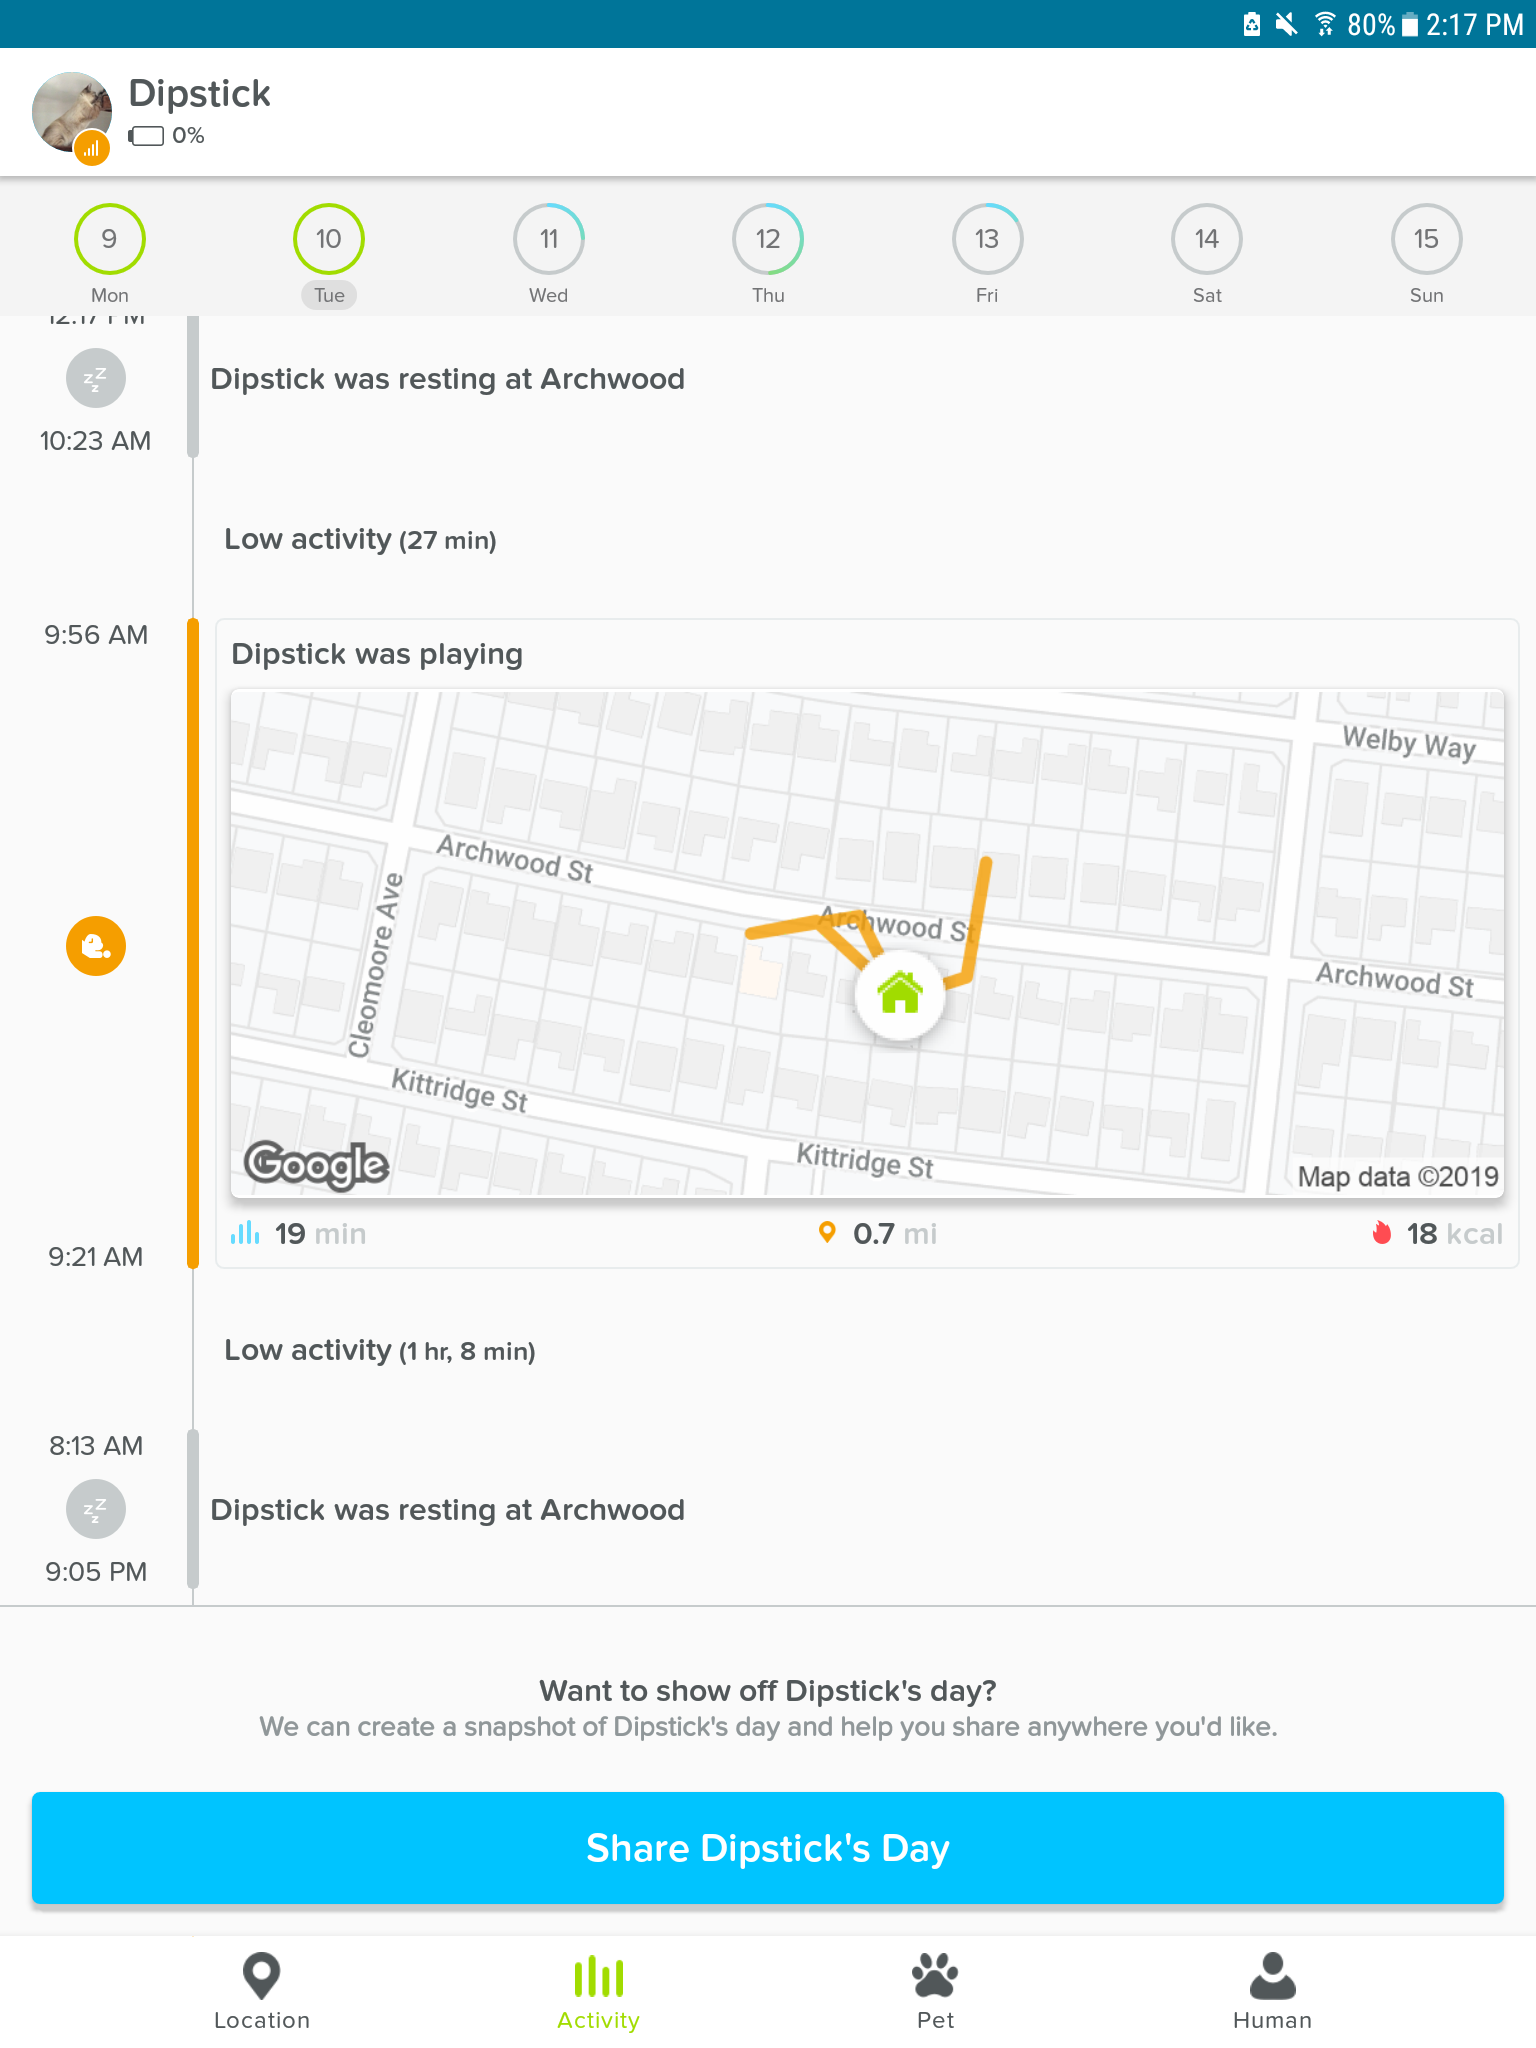 80% 2:17 PM
Dipstick
0%
9 10 11 12 13 14 15
Mon Tue Wed Thu Fri Sat Sun
12:17 PM
Dipstick was resting at Archwood
10:23 AM
Low activity (27 min)
9:56 AM
Dipstick was playing
Welby Way
Archwood St
Cleomoore Ave
Archwood St
Archwood St
Kittridge St
Kittridge St
Google
Map data ©2019
19 min 0.7 mi 18 kcal
9:21 AM
Low activity (1 hr, 8 min)
8:13 AM
zzz
Dipstick was resting at Archwood
9:05 PM
Want to show off Dipstick's day?
We can create a snapshot of Dipstick's day and help you share anywhere you'd like.
Share Dipstick's Day
Location Activity Pet Human